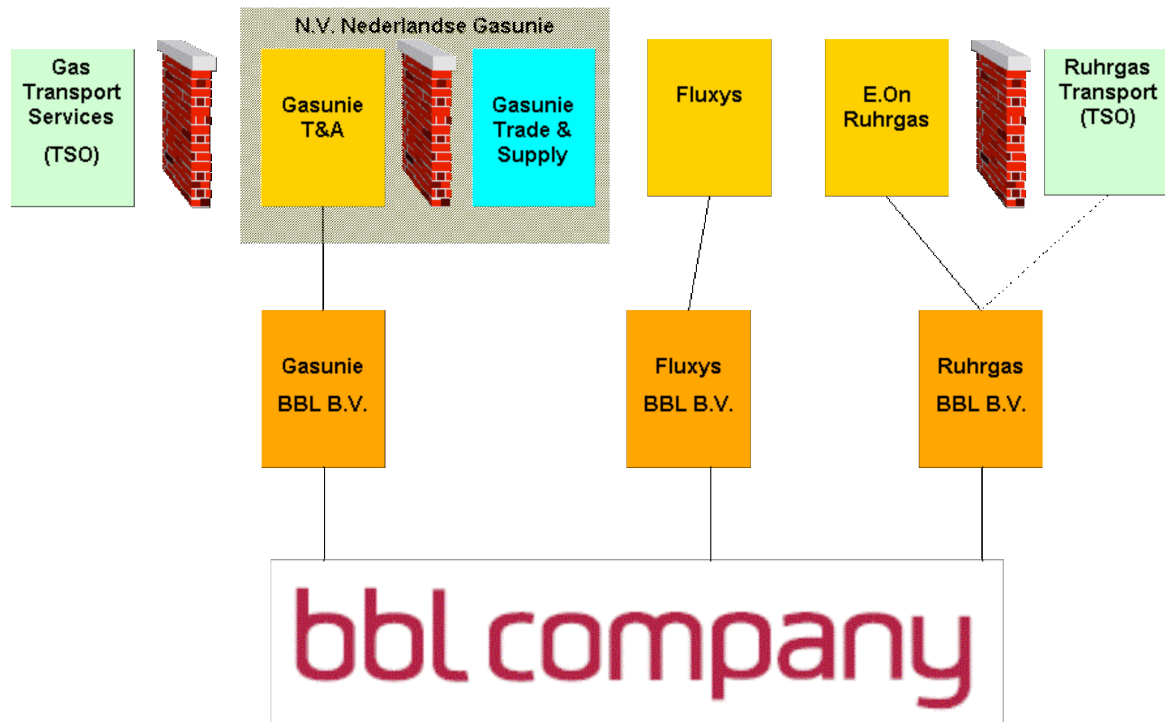 N.V. Nederlandse Gasunie
Gas
Transport
Services
(TSO)
Gasunie
T&A
Gasunie
Trade &
Supply
Fluxys
E.On
Ruhrgas
Ruhrgas
Transport
(TSO)
Gasunie
BBL B.V.
Fluxys
BBL B.V.
Ruhrgas
BBL B.V.
bbl company